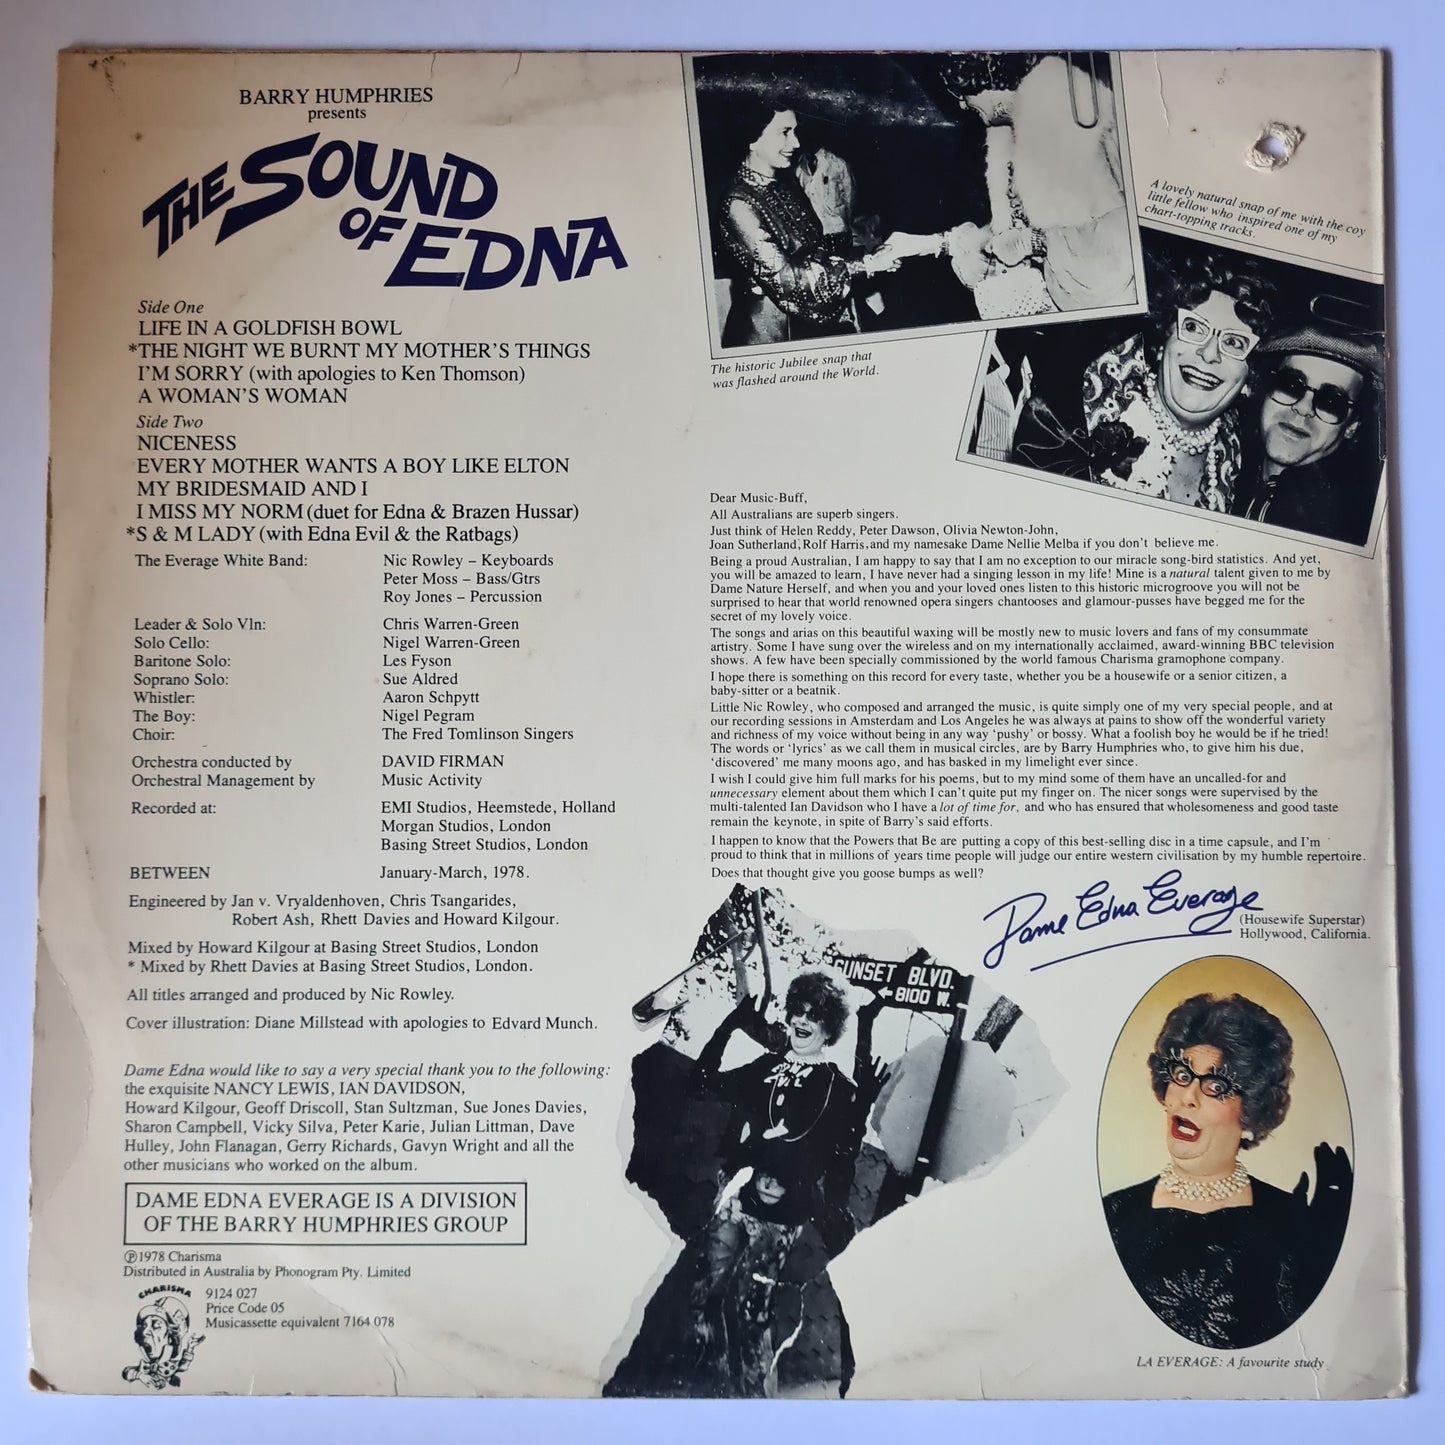 BARRY HUMPHRIES
presents
THE SOUND
OF EDNA
Side One
LIFE IN A GOLDFISH BOWL
*THE NIGHT WE BURNT MY MOTHER'S THINGS
I'M SORRY (with apologies to Ken Thomson)
A WOMAN'S WOMAN
Side Two
NICENESS
EVERY MOTHER WANTS A BOY LIKE ELTON
MY BRIDESMAID AND I
I MISS MY NORM (duet for Edna & Brazen Hussar)
*S & M LADY (with Edna Evil & the Ratbags)
The Everage White Band: Nic Rowley – Keyboards
Peter Moss – Bass/Gtrs
Roy Jones – Percussion
Leader & Solo Vln: Chris Warren-Green
Solo Cello: Nigel Warren-Green
Baritone Solo: Les Fyson
Soprano Solo: Sue Aldred
Whistler: Aaron Schpytt
The Boy: Nigel Pegram
Choir: The Fred Tomlinson Singers
Orchestra conducted by DAVID FIRMAN
Orchestral Management by Music Activity
Recorded at: EMI Studios, Heemstede, Holland
Morgan Studios, London
Basing Street Studios, London
BETWEEN January-March, 1978.
Engineered by Jan v. Vryaldenhoven, Chris Tsangarides,
Robert Ash, Rhett Davies and Howard Kilgour.
Mixed by Howard Kilgour at Basing Street Studios, London
* Mixed by Rhett Davies at Basing Street Studios, London.
All titles arranged and produced by Nic Rowley.
Cover illustration: Diane Millstead with apologies to Edvard Munch.
Dame Edna would like to say a very special thank you to the following:
the exquisite NANCY LEWIS, IAN DAVIDSON,
Howard Kilgour, Geoff Driscoll, Stan Sultzman, Sue Jones Davies,
Sharon Campbell, Vicky Silva, Peter Karie, Julian Littman, Dave
Hulley, John Flanagan, Gerry Richards, Gavyn Wright and all the
other musicians who worked on the album.
DAME EDNA EVERAGE IS A DIVISION
OF THE BARRY HUMPHRIES GROUP
Ⓟ1978 Charisma
Distributed in Australia by Phonogram Pty. Limited
CHARISMA
9124 027
Price Code 05
Musicassette equivalent 7164 078
The historic Jubilee snap that
was flashed around the World.
A lovely natural snap of me with the coy
little fellow who inspired one of my
chart-topping tracks.
Dear Music-Buff,
All Australians are superb singers.
Just think of Helen Reddy, Peter Dawson, Olivia Newton-John,
Joan Sutherland, Rolf Harris, and my namesake Dame Nellie Melba if you don't believe me.
Being a proud Australian, I am happy to say that I am no exception to our miracle song-bird statistics. And yet,
you will be amazed to learn, I have never had a singing lesson in my life! Mine is a natural talent given to me by
Dame Nature Herself, and when you and your loved ones listen to this historic microgroove you will not be
surprised to hear that world renowned opera singers chantooses and glamour-pusses have begged me for the
secret of my lovely voice.
The songs and arias on this beautiful waxing will be mostly new to music lovers and fans of my consummate
artistry. Some I have sung over the wireless and on my internationally acclaimed, award-winning BBC television
shows. A few have been specially commissioned by the world famous Charisma gramophone company.
I hope there is something on this record for every taste, whether you be a housewife or a senior citizen, a
baby-sitter or a beatnik.
Little Nic Rowley, who composed and arranged the music, is quite simply one of my very special people, and at
our recording sessions in Amsterdam and Los Angeles he was always at pains to show off the wonderful variety
and richness of my voice without being in any way 'pushy' or bossy. What a foolish boy he would be if he tried!
The words or 'lyrics' as we call them in musical circles, are by Barry Humphries who, to give him his due,
'discovered' me many moons ago, and has basked in my limelight ever since.
I wish I could give him full marks for his poems, but to my mind some of them have an uncalled-for and
unnecessary element about them which I can't quite put my finger on. The nicer songs were supervised by the
multi-talented Ian Davidson who I have a lot of time for, and who has ensured that wholesomeness and good taste
remain the keynote, in spite of Barry's said efforts.
I happen to know that the Powers that Be are putting a copy of this best-selling disc in a time capsule, and I'm
proud to think that in millions of years time people will judge our entire western civilisation by my humble repertoire.
Does that thought give you goose bumps as well?
Dame Edna Everage
(Housewife Superstar)
Hollywood, California.
SUNSET BLVD.
← 8100 W.
EDNA
EVIL
LA EVERAGE: A favourite study